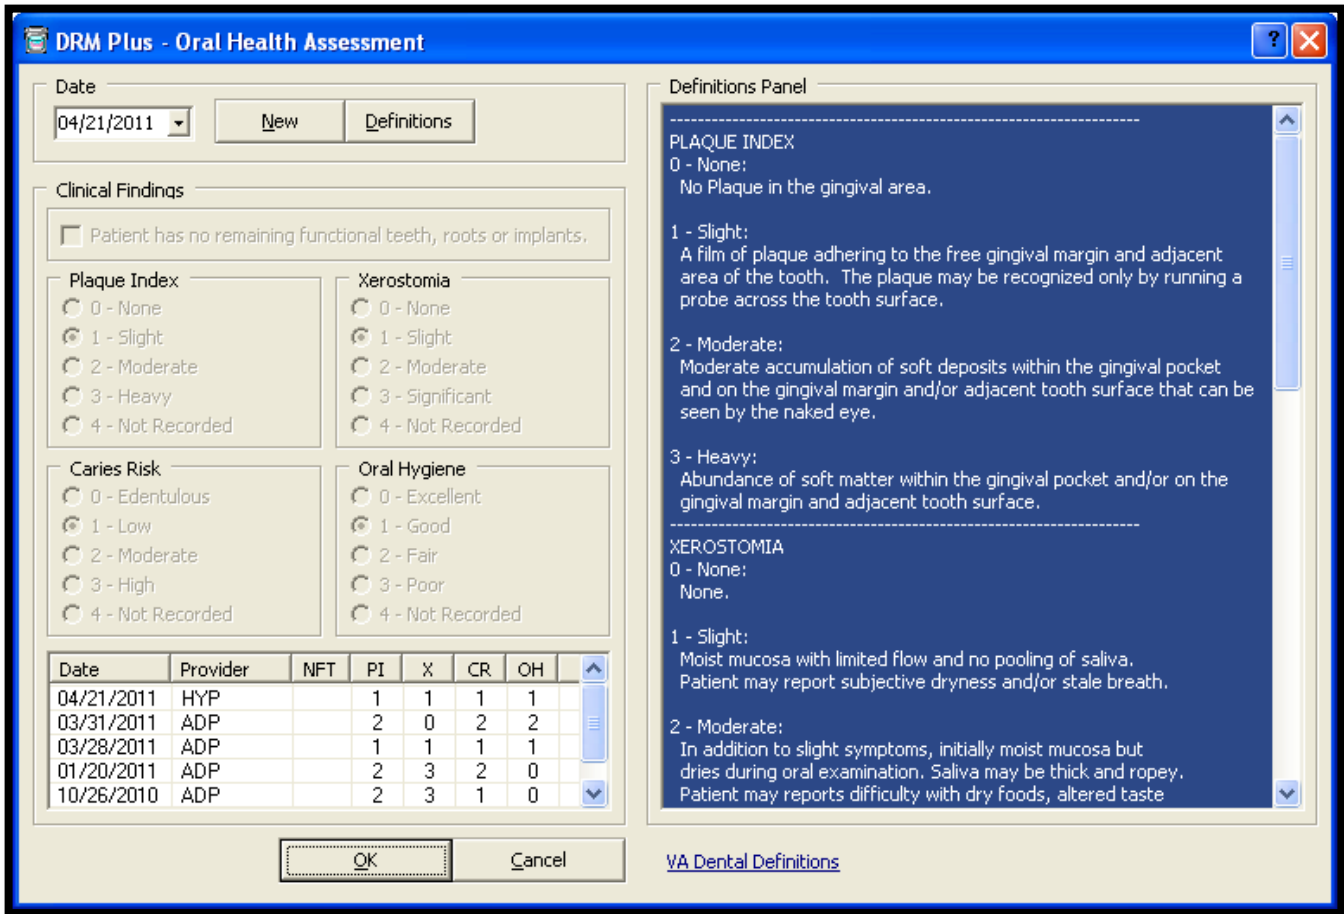 DRM Plus - Oral Health Assessment
Date
04/21/2011
New
Definitions
Clinical Findings
Patient has no remaining functional teeth, roots or implants.
Plaque Index
0 - None
1 - Slight
2 - Moderate
3 - Heavy
4 - Not Recorded
Xerostomia
0 - None
1 - Slight
2 - Moderate
3 - Significant
4 - Not Recorded
Caries Risk
0 - Edentulous
1 - Low
2 - Moderate
3 - High
4 - Not Recorded
Oral Hygiene
0 - Excellent
1 - Good
2 - Fair
3 - Poor
4 - Not Recorded
Date Provider NFT PI X CR OH
04/21/2011 HYP 1 1 1 1
03/31/2011 ADP 2 0 2 2
03/28/2011 ADP 1 1 1 1
01/20/2011 ADP 2 3 2 0
10/26/2010 ADP 2 3 1 0
OK
Cancel
Definitions Panel
--------------------------------------------------------------------
PLAQUE INDEX
0 - None:
No Plaque in the gingival area.
1 - Slight:
A film of plaque adhering to the free gingival margin and adjacent
area of the tooth. The plaque may be recognized only by running a
probe across the tooth surface.
2 - Moderate:
Moderate accumulation of soft deposits within the gingival pocket
and on the gingival margin and/or adjacent tooth surface that can be
seen by the naked eye.
3 - Heavy:
Abundance of soft matter within the gingival pocket and/or on the
gingival margin and adjacent tooth surface.
--------------------------------------------------------------------
XEROSTOMIA
0 - None:
None.
1 - Slight:
Moist mucosa with limited flow and no pooling of saliva.
Patient may report subjective dryness and/or stale breath.
2 - Moderate:
In addition to slight symptoms, initially moist mucosa but
dries during oral examination. Saliva may be thick and ropey.
Patient may reports difficulty with dry foods, altered taste
VA Dental Definitions